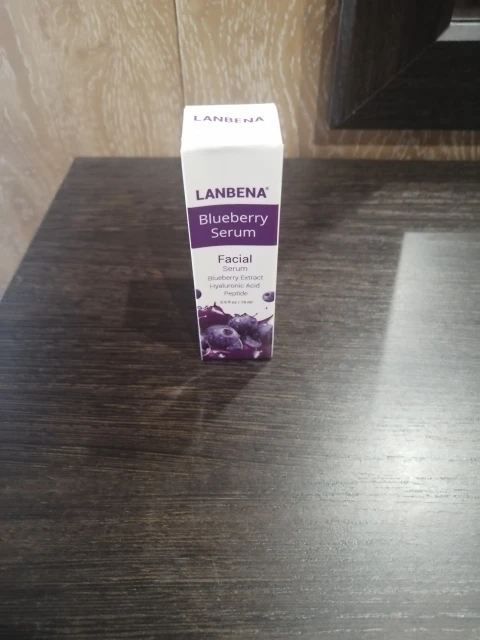 LANBENA
LANBENA®
Blueberry
Serum
Facial
Serum
Blueberry Extract
Hyaluronic Acid
Peptide